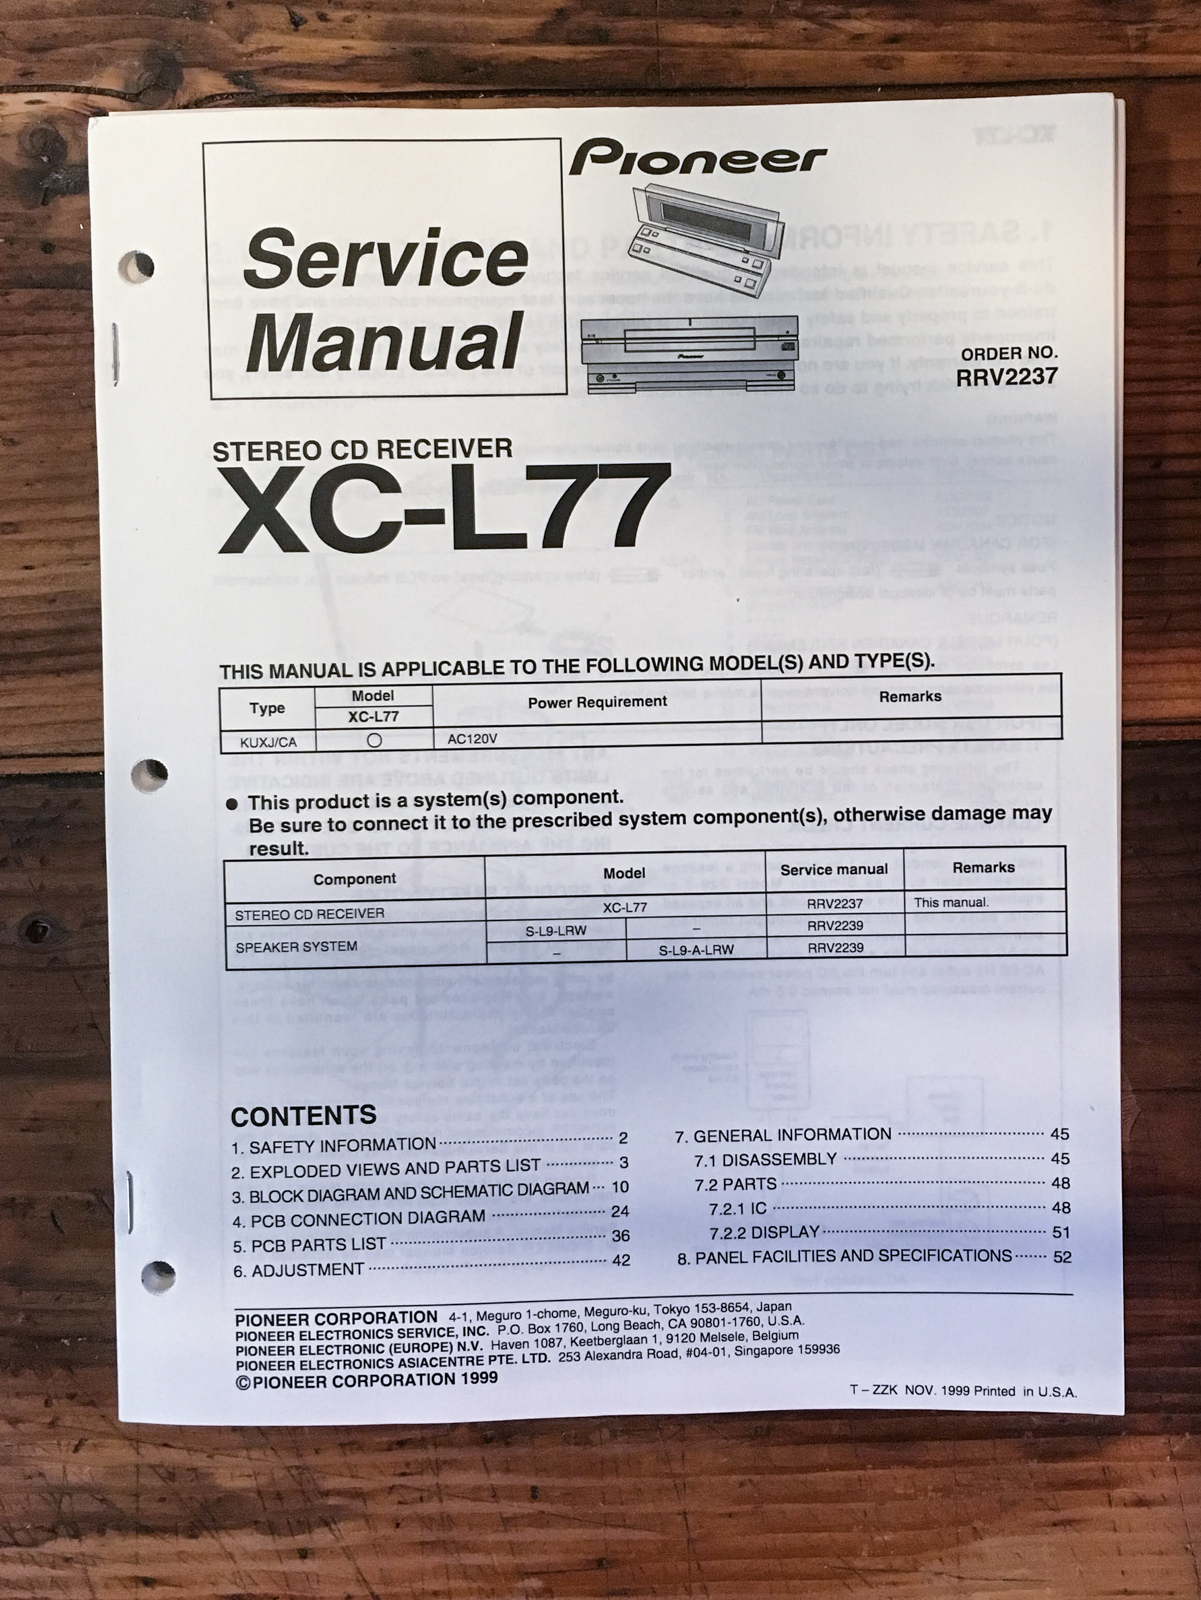 Service
Manual
Pioneer
ORDER NO.
RRV2237
STEREO CD RECEIVER
XC-L77
THIS MANUAL IS APPLICABLE TO THE FOLLOWING MODEL(S) AND TYPE(S).
Type Model Power Requirement Remarks
XC-L77
KUXJ/CA ○ AC120V
● This product is a system(s) component.
Be sure to connect it to the prescribed system component(s), otherwise damage may
result.
Component Model Service manual Remarks
STEREO CD RECEIVER XC-L77 RRV2237 This manual.
SPEAKER SYSTEM S-L9-LRW – RRV2239
– S-L9-A-LRW RRV2239
CONTENTS
1. SAFETY INFORMATION 2
2. EXPLODED VIEWS AND PARTS LIST 3
3. BLOCK DIAGRAM AND SCHEMATIC DIAGRAM 10
4. PCB CONNECTION DIAGRAM 24
5. PCB PARTS LIST 36
6. ADJUSTMENT 42
7. GENERAL INFORMATION 45
7.1 DISASSEMBLY 45
7.2 PARTS 48
7.2.1 IC 48
7.2.2 DISPLAY 51
8. PANEL FACILITIES AND SPECIFICATIONS 52
PIONEER CORPORATION 4-1, Meguro 1-chome, Meguro-ku, Tokyo 153-8654, Japan
PIONEER ELECTRONICS SERVICE, INC. P.O. Box 1760, Long Beach, CA 90801-1760, U.S.A.
PIONEER ELECTRONIC (EUROPE) N.V. Haven 1087, Keetberglaan 1, 9120 Melsele, Belgium
PIONEER ELECTRONICS ASIACENTRE PTE. LTD. 253 Alexandra Road, #04-01, Singapore 159936
©PIONEER CORPORATION 1999
T – ZZK NOV. 1999 Printed in U.S.A.